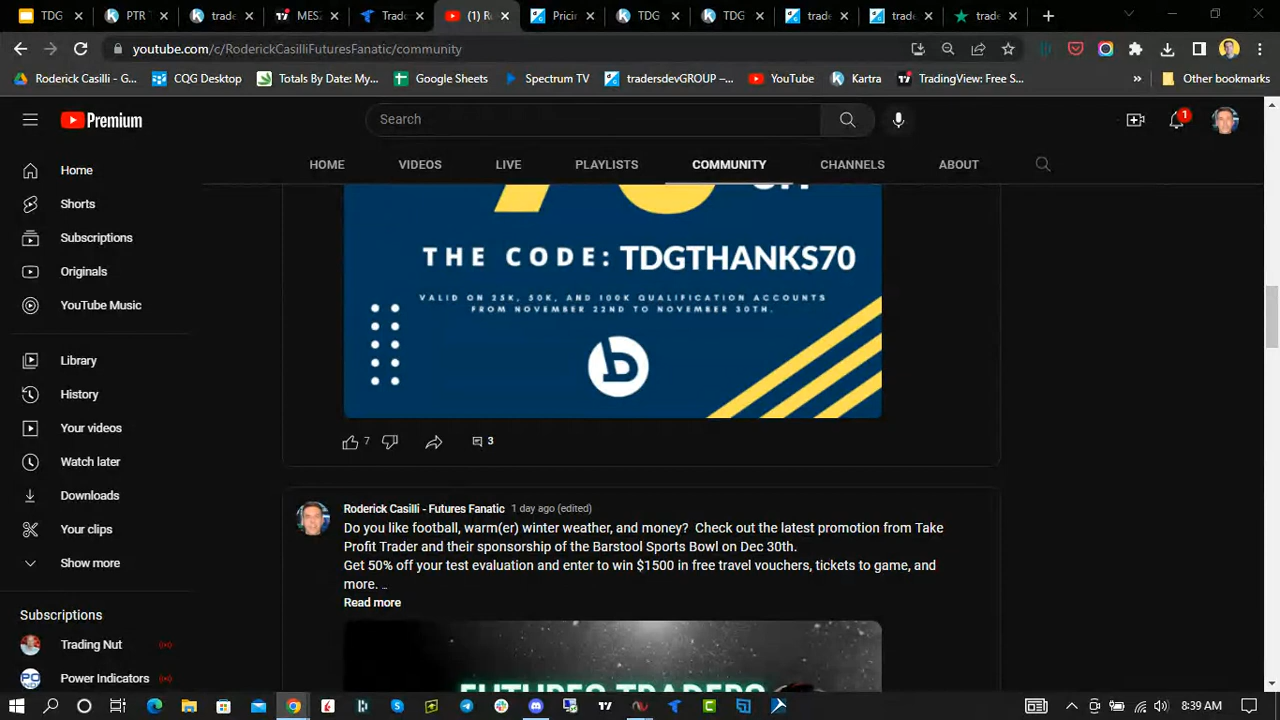 TDG
PTR
trade
MES
Trade
(1) R
Pricin
TDG
TDG
trade
trade
trade
youtube.com/c/RoderickCasilliFuturesFanatic/community
Roderick Casilli - G...
CQG Desktop
Totals By Date: My...
Google Sheets
Spectrum TV
tradersdevGROUP –...
YouTube
Kartra
TradingView: Free S...
»
Other bookmarks
Premium
Search
1
HOME
VIDEOS
LIVE
PLAYLISTS
COMMUNITY
CHANNELS
ABOUT
Home
Shorts
Subscriptions
Originals
YouTube Music
Library
History
Your videos
Watch later
Downloads
Your clips
Show more
Subscriptions
Trading Nut
Power Indicators
THE CODE: TDGTHANKS70
VALID ON 25K, 50K, AND 100K QUALIFICATION ACCOUNTS
FROM NOVEMBER 22ND TO NOVEMBER 30TH.
7
3
Roderick Casilli - Futures Fanatic 1 day ago (edited)
Do you like football, warm(er) winter weather, and money? Check out the latest promotion from Take
Profit Trader and their sponsorship of the Barstool Sports Bowl on Dec 30th.
Get 50% off your test evaluation and enter to win $1500 in free travel vouchers, tickets to game, and
more. ...
Read more
FUTURES TRADERS
8:39 AM